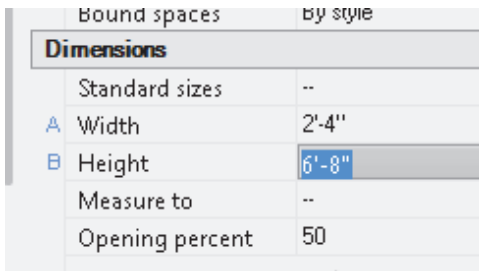 Bound spaces By style
Dimensions
Standard sizes --
A Width 2'-4"
B Height 6'-8"
Measure to --
Opening percent 50